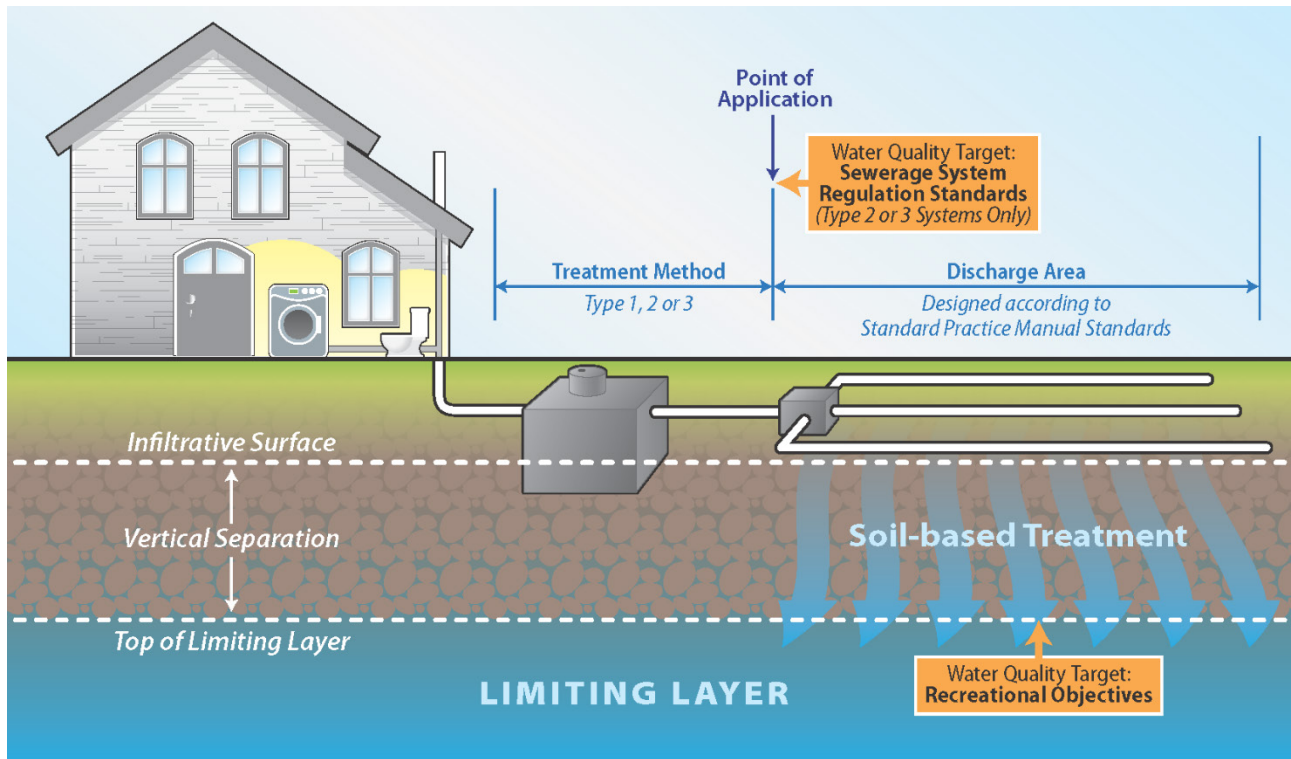 Point of
Application
Water Quality Target:
Sewerage System
Regulation Standards
(Type 2 or 3 Systems Only)
Treatment Method
Type 1, 2 or 3
Discharge Area
Designed according to
Standard Practice Manual Standards
Infiltrative Surface
Vertical Separation
Soil-based Treatment
Top of Limiting Layer
Water Quality Target:
Recreational Objectives
LIMITING LAYER